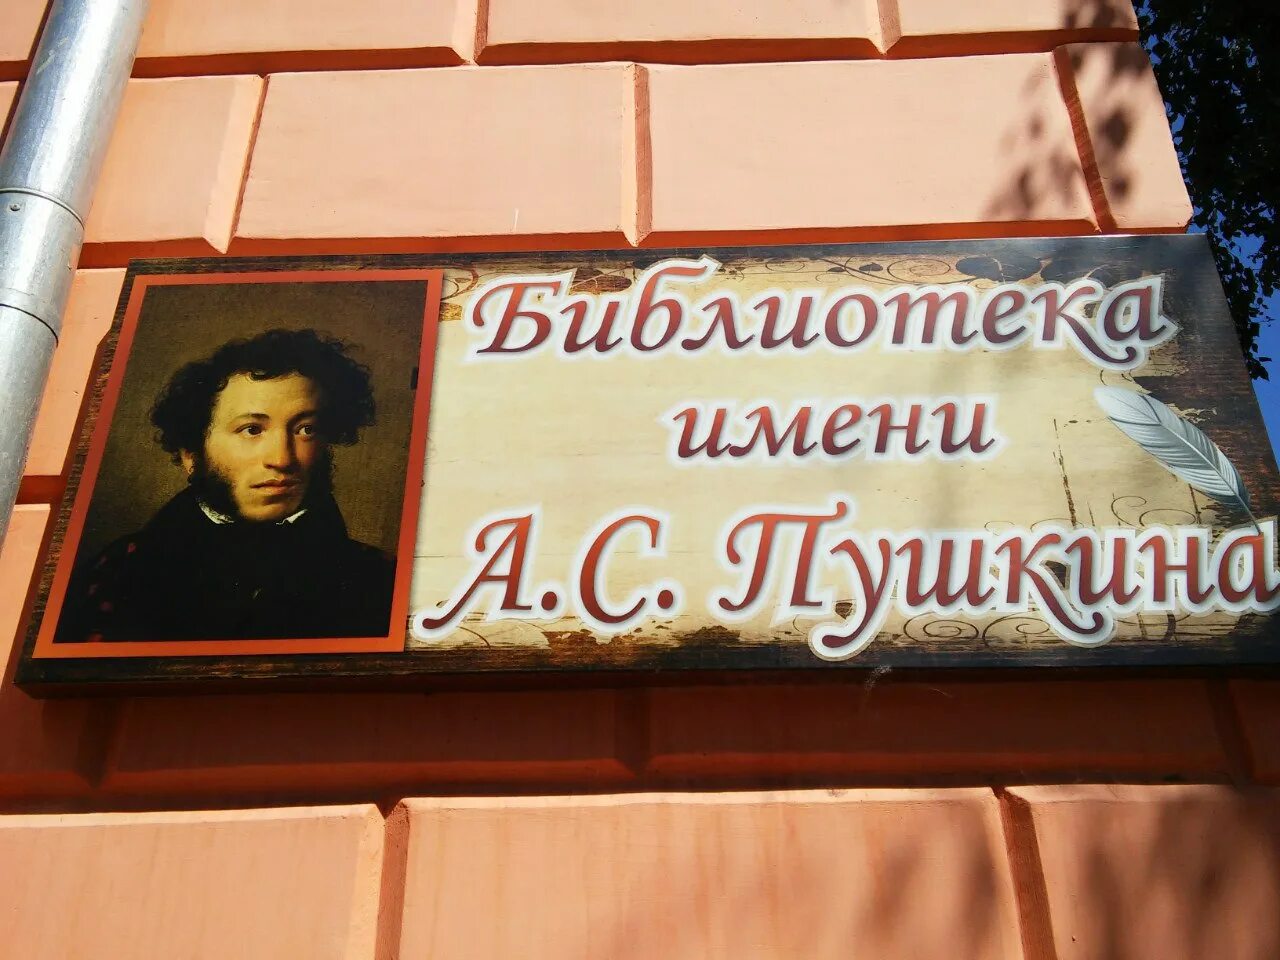 Библиотека
имени
А.С. Пушкина